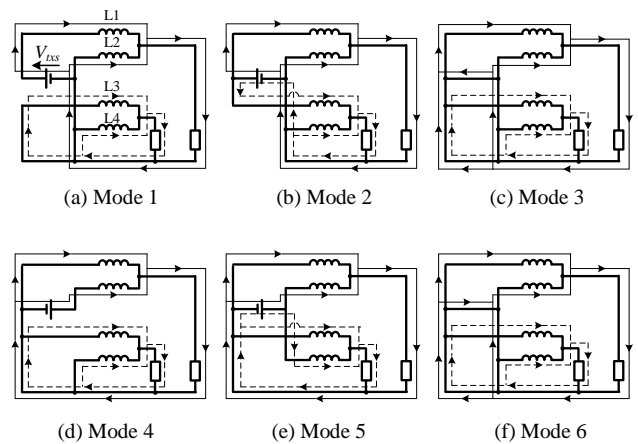 L1
L2
V_txs
L3
L4
(a) Mode 1
(b) Mode 2
(c) Mode 3
(d) Mode 4
(e) Mode 5
(f) Mode 6